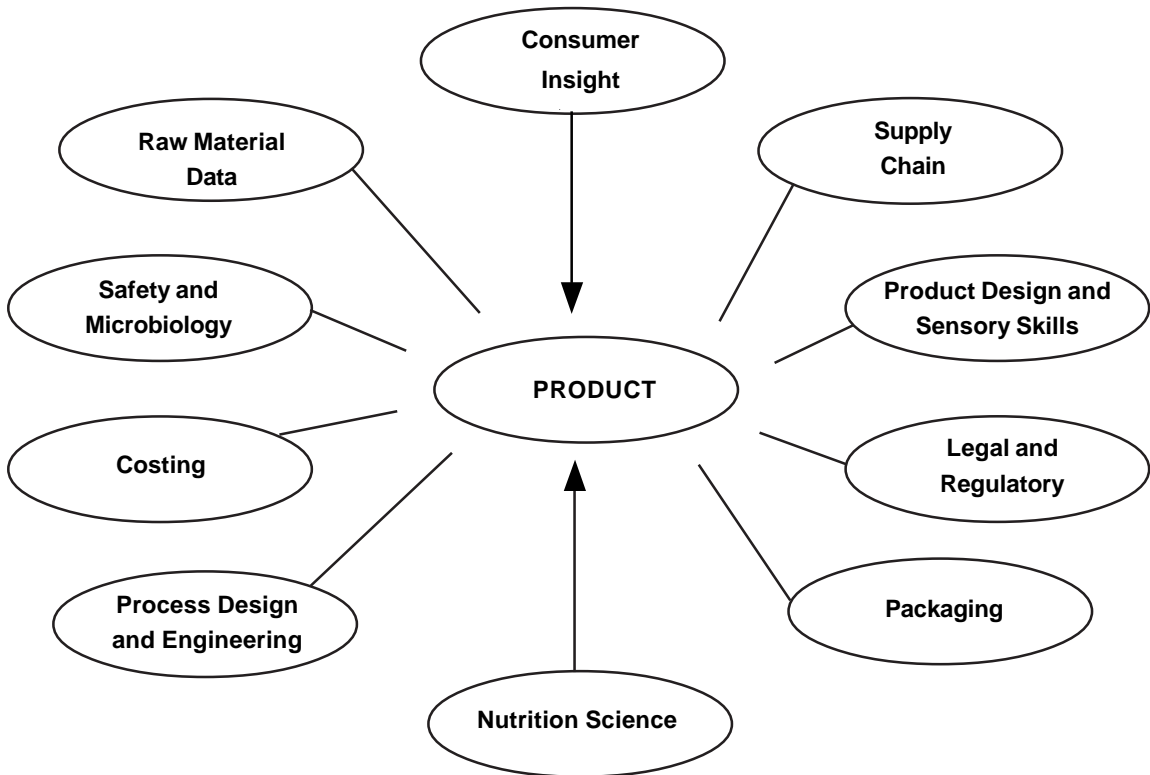 Consumer
Insight
Raw Material
Data
Supply
Chain
Safety and
Microbiology
Product Design and
Sensory Skills
PRODUCT
Costing
Legal and
Regulatory
Process Design
and Engineering
Packaging
Nutrition Science